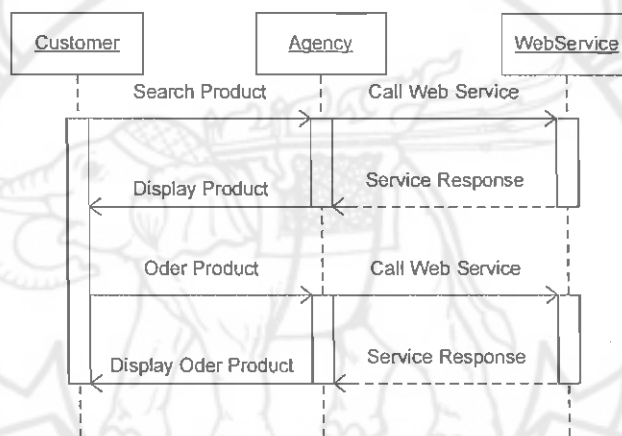 Customer
Agency
WebService
Search Product
Call Web Service
Display Product
Service Response
Oder Product
Call Web Service
Display Oder Product
Service Response